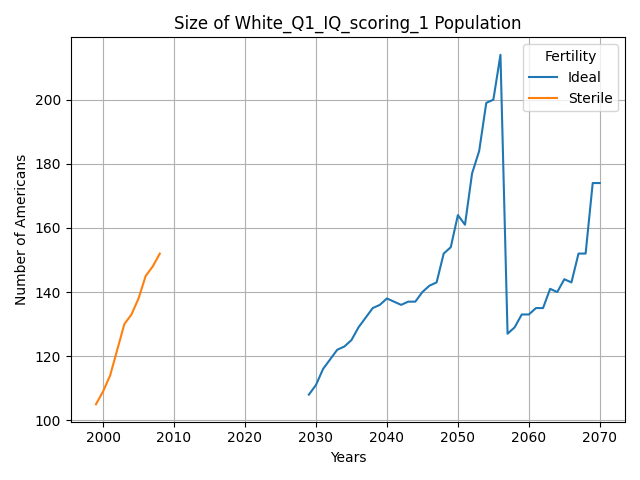 Size of White_Q1_IQ_scoring_1 Population
Fertility
Ideal
Sterile
Number of Americans
200
180
160
140
120
100
2000
2010
2020
2030
2040
2050
2060
2070
Years